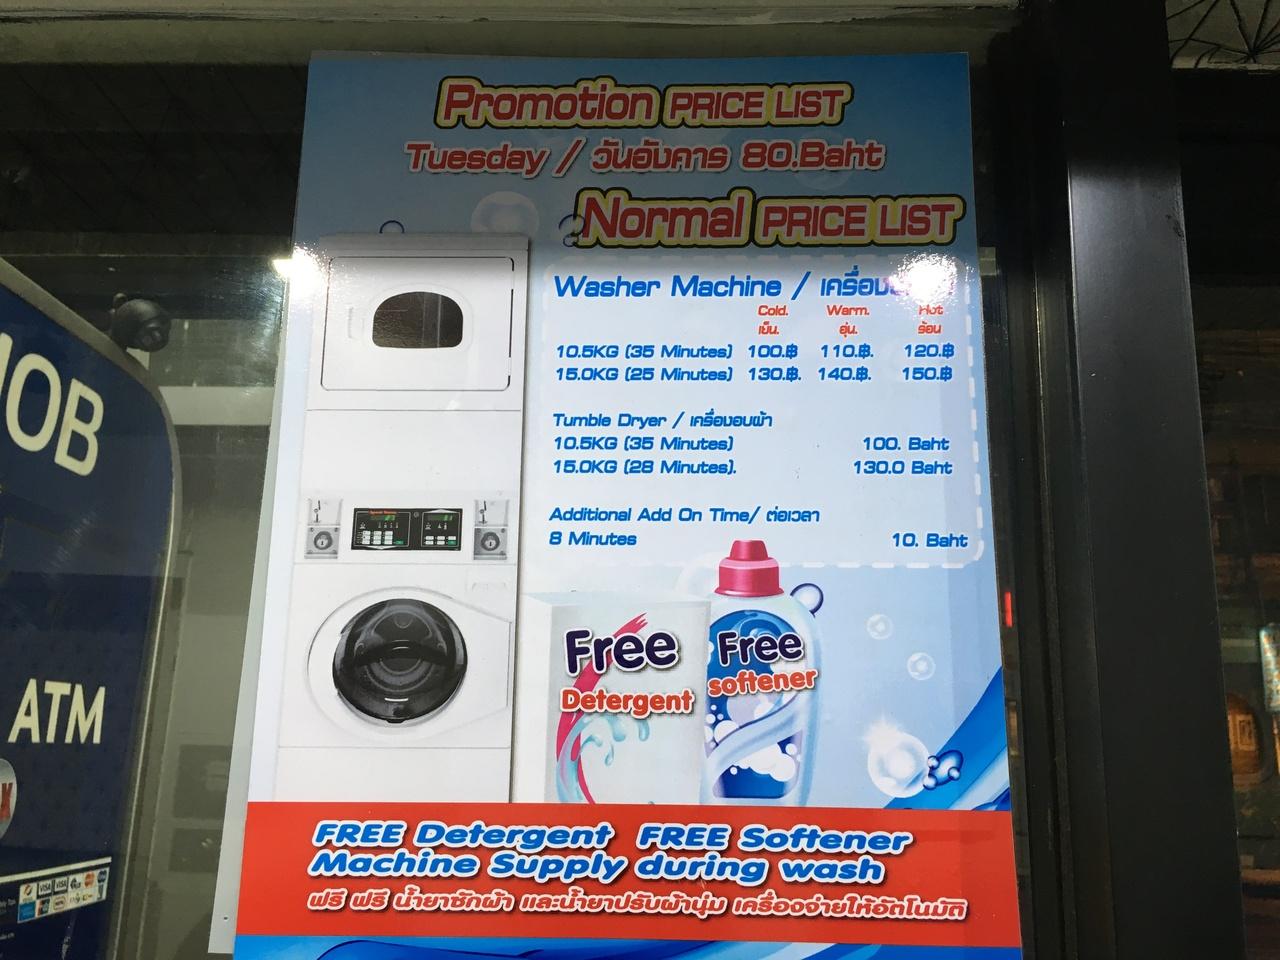 Promotion PRICE LIST
Tuesday / วันอังคาร 80.Baht
Normal PRICE LIST
Washer Machine /
Cold. Warm. Hot
เย็น. อุ่น. ร้อน
10.5KG (35 Minutes) 100.฿ 110.฿. 120.฿
15.0KG (25 Minutes) 130.฿. 140.฿. 150.฿
Tumble Dryer / เครื่องอบผ้า
10.5KG (35 Minutes) 100. Baht
15.0KG (28 Minutes). 130.0 Baht
Additional Add On Time/ ต่อเวลา
8 Minutes 10. Baht
Free Detergent
Free softener
FREE Detergent FREE Softener
Machine Supply during wash
ฟรี ฟรี น้ำยาซักผ้า และน้ำยาปรับผ้านุ่ม เครื่องจ่ายให้อัตโนมัติ
ATM